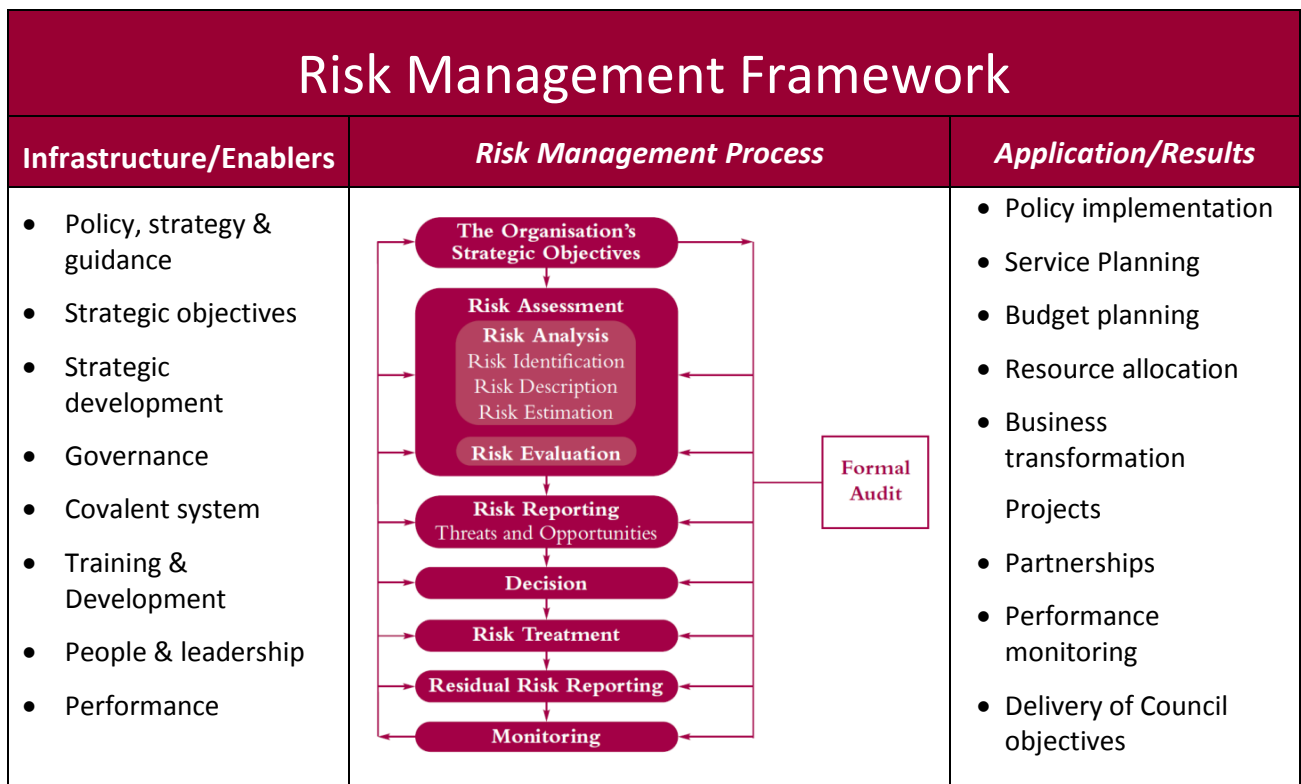 Risk Management Framework
Infrastructure/Enablers
Risk Management Process
Application/Results
• Policy, strategy &
guidance
• Strategic objectives
• Strategic
development
• Governance
• Covalent system
• Training &
Development
• People & leadership
• Performance
The Organisation's
Strategic Objectives
Risk Assessment
Risk Analysis
Risk Identification
Risk Description
Risk Estimation
Risk Evaluation
Risk Reporting
Threats and Opportunities
Decision
Risk Treatment
Residual Risk Reporting
Monitoring
Formal
Audit
• Policy implementation
• Service Planning
• Budget planning
• Resource allocation
• Business
transformation
Projects
• Partnerships
• Performance
monitoring
• Delivery of Council
objectives